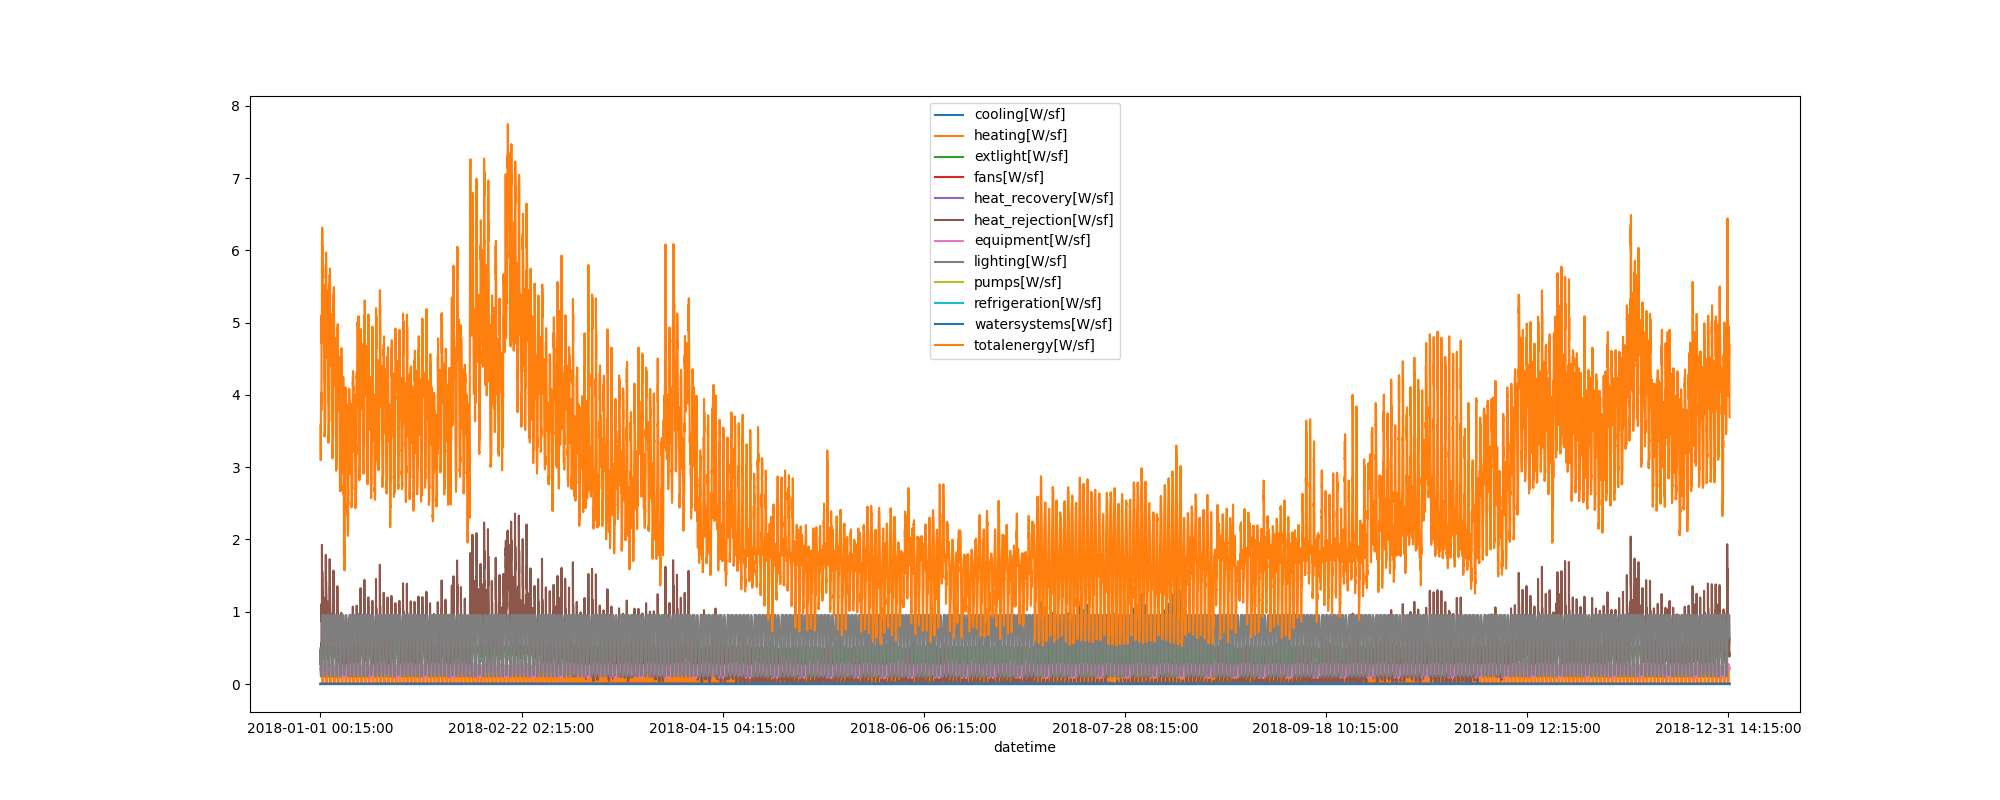 8
7
6
5
4
3
2
1
0
cooling[W/sf]
heating[W/sf]
extlight[W/sf]
fans[W/sf]
heat_recovery[W/sf]
heat_rejection[W/sf]
equipment[W/sf]
lighting[W/sf]
pumps[W/sf]
refrigeration[W/sf]
watersystems[W/sf]
totalenergy[W/sf]
2018-01-01 00:15:00 2018-02-22 02:15:00 2018-04-15 04:15:00 2018-06-06 06:15:00 2018-07-28 08:15:00 2018-09-18 10:15:00 2018-11-09 12:15:00 2018-12-31 14:15:00
datetime